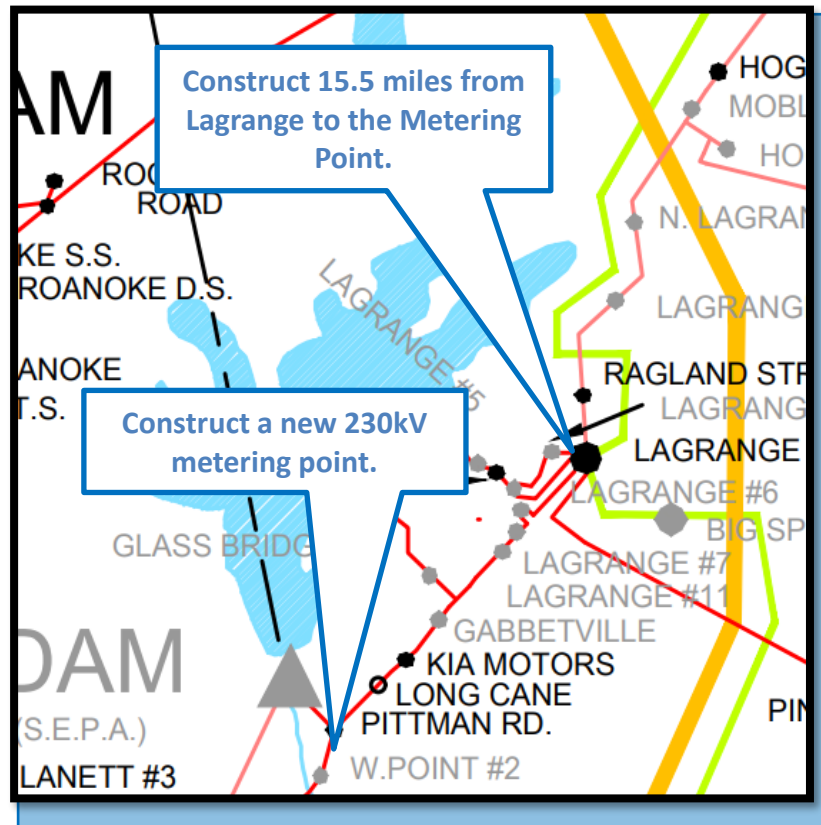 Construct 15.5 miles from
Lagrange to the Metering
Point.
HOG
MOBL
HO
AM
ROAD
N. LAGRAN
KE S.S.
ROANOKE D.S.
LAGRANGE #5
LAGRANG
ANOKE
T.S.
RAGLAND STR
LAGRANG
Construct a new 230kV
metering point.
LAGRANGE
LAGRANGE #6
BIG SP
GLASS BRIDG
LAGRANGE #7
LAGRANGE #11
GABBETVILLE
DAM
KIA MOTORS
LONG CANE
PITTMAN RD.
PIN
(S.E.P.A.)
W.POINT #2
LANETT #3